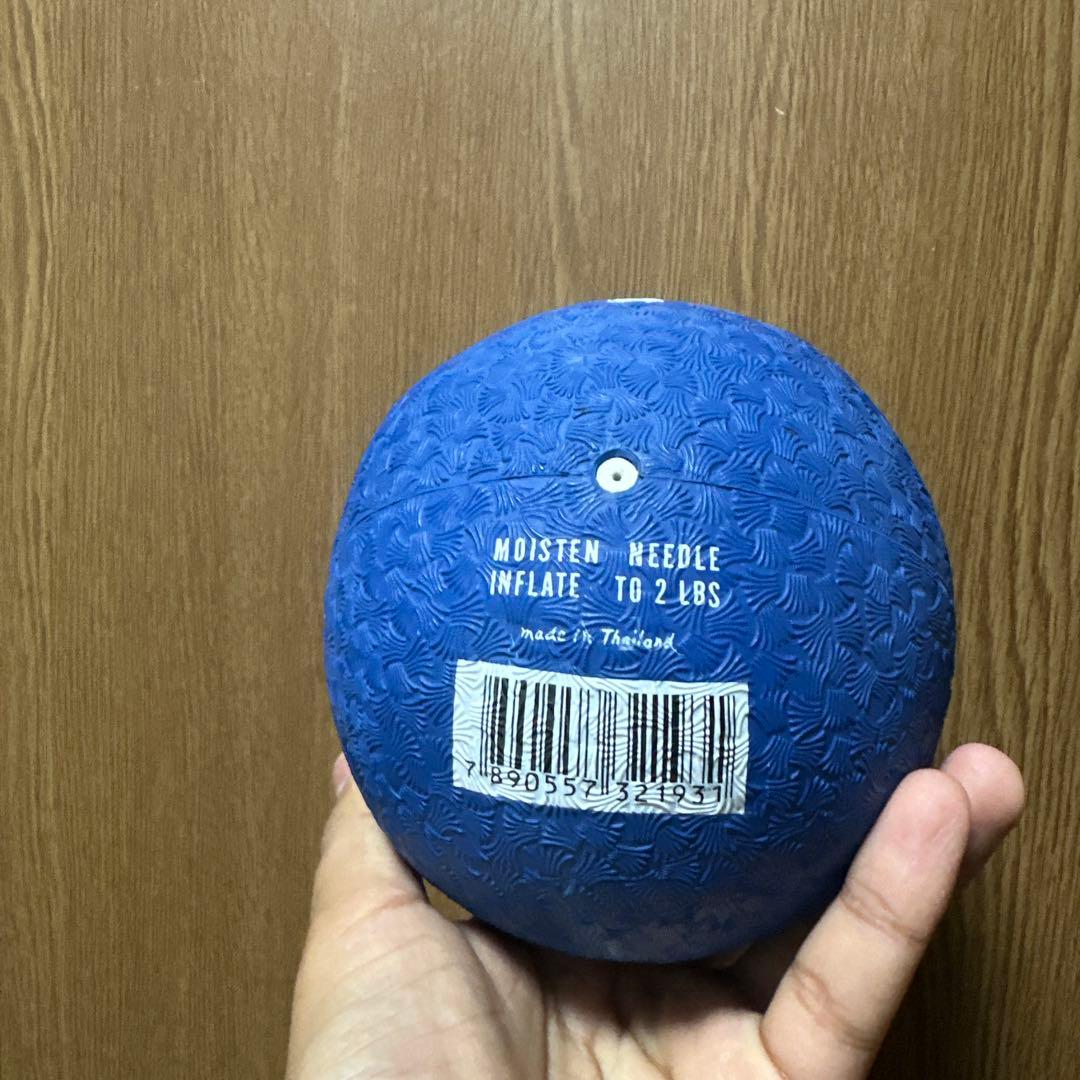 MOISTEN NEEDLE
INFLATE TO 2 LBS
made in Thailand
7 890557 321931